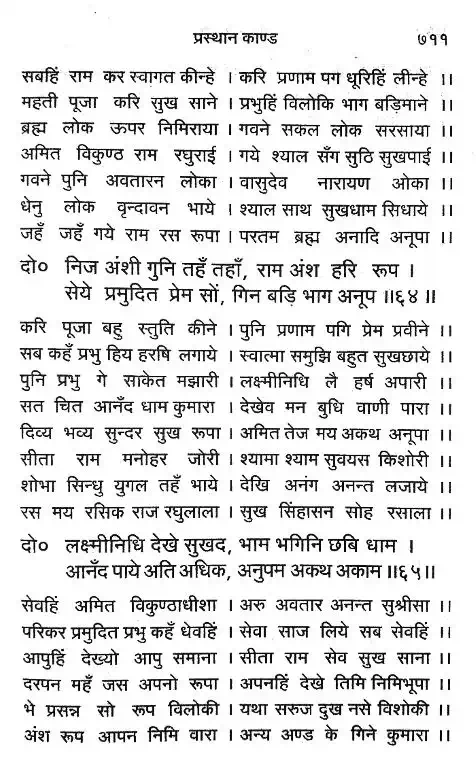 प्रस्थान काण्ड ७११
सबहिं राम कर स्वागत कीन्हे । करि प्रणाम पग धूरिहिं लीन्हे ।।
महती पूजा करि सुख साने । प्रभुहिं विलोकि भाग बड़िमाने ।।
ब्रह्म लोक ऊपर निमिराया । गवने सकल लोक सरसाया ।।
अमित विकुण्ठ राम रघुराई । गये श्याल सँग सुठि सुखपाई ।।
गवने पुनि अवतारन लोका । वासुदेव नारायण ओका ।।
धेनु लोक वृन्दावन भाये । श्याल साथ सुखधाम सिधाये ।।
जहँ जहँ गये राम रस रूपा । परतम ब्रह्म अनादि अनूपा ।।
दो० निज अंशी गुनि तहँ तहाँ, राम अंश हरि रूप ।
सेये प्रमुदित प्रेम सों, गिन बड़ि भाग अनूप ॥६४॥
करि पूजा बहु स्तुति कीने । पुनि प्रणाम पगि प्रेम प्रवीने ।।
सब कहँ प्रभु हिय हरषि लगाये । स्वात्मा समुझि बहुत सुखछाये ।।
पुनि प्रभु गे साकेत मझारी । लक्ष्मीनिधि लै हर्ष अपारी ।।
सत चित आनँद धाम कुमारा । देखेव मन बुधि वाणी पारा ।।
दिव्य भव्य सुन्दर सुख रूपा । अमित तेज मय अकथ अनूपा ।।
सीता राम मनोहर जोरी । श्यामा श्याम सुवयस किशोरी ।।
शोभा सिन्धु युगल तहँ भाये । देखि अनंग अनन्त लजाये ।।
रस मय रसिक राज रघुलाला । सुख सिंहासन सोह रसाला ।।
दो० लक्ष्मीनिधि देखे सुखद, भाम भगिनि छबि धाम ।
आनँद पाये अति अधिक, अनुपम अकथ अकाम ॥६५॥
सेवहिं अमित विकुण्ठाधीशा । अरु अवतार अनन्त सुश्रीसा ।।
परिकर प्रमुदित प्रभु कहँ धेवहिं । सेवा साज लिये सब सेवहिं ।।
आपुहिं देख्यो आपु समाना । सीता राम सेव सुख साना ।।
दरपन महँ जस अपनो रूपा । अपनहिं देखे तिमि निमिभूपा ।।
भे प्रसन्न सो रूप विलोकी । यथा सरुज दुख नसे विशोकी ।।
अंश रूप आपन निमि वारा । अन्य अण्ड के गिने कुमारा ।।